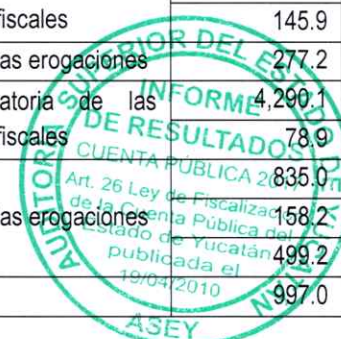 fiscales 145.9
as erogaciones 277.2
atoria de las 4,290.1
fiscales 78.9
835.0
as erogaciones 158.2
499.2
997.0
AUDITORÍA SUPERIOR DEL ESTADO DE YUCATÁN
INFORME
DE RESULTADOS
CUENTA PÚBLICA
Art. 26 Ley de Fiscalización
de la Cuenta Pública del
Estado de Yucatán
publicada el
19/04/2010
ASEY